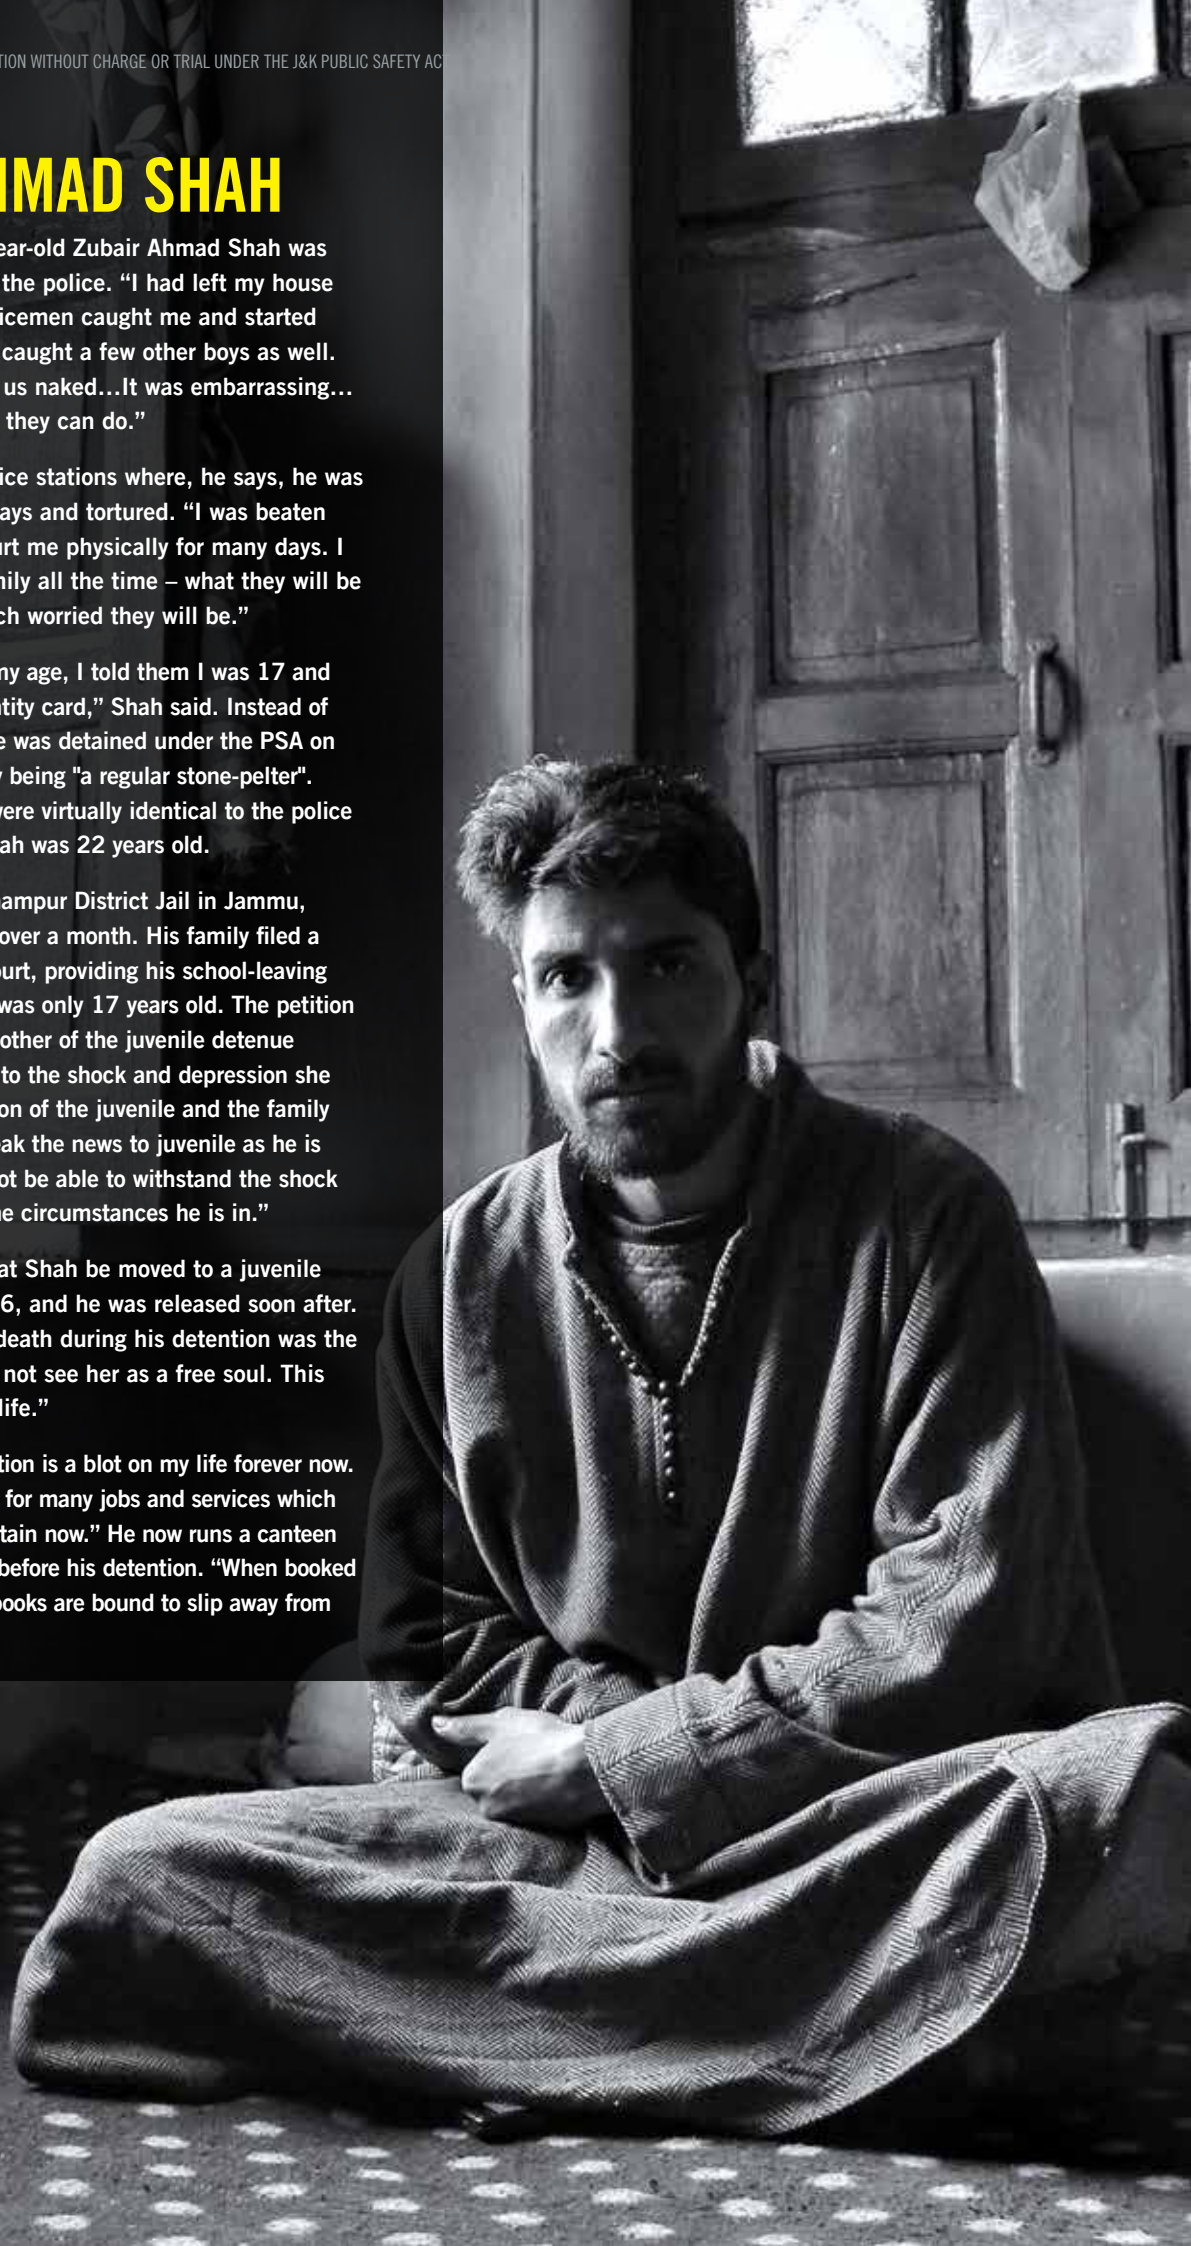 TION WITHOUT CHARGE OR TRIAL UNDER THE J&K PUBLIC SAFETY AC
HMAD SHAH
ear-old Zubair Ahmad Shah was
the police. “I had left my house
icemen caught me and started
caught a few other boys as well.
us naked…It was embarrassing…
they can do.”
ice stations where, he says, he was
ays and tortured. “I was beaten
urt me physically for many days. I
mily all the time – what they will be
ch worried they will be.”
my age, I told them I was 17 and
ntity card,” Shah said. Instead of
e was detained under the PSA on
y being "a regular stone-pelter".
were virtually identical to the police
ah was 22 years old.
hampur District Jail in Jammu,
over a month. His family filed a
ourt, providing his school-leaving
was only 17 years old. The petition
other of the juvenile detenue
to the shock and depression she
on of the juvenile and the family
eak the news to juvenile as he is
ot be able to withstand the shock
he circumstances he is in.”
at Shah be moved to a juvenile
6, and he was released soon after.
death during his detention was the
not see her as a free soul. This
life.”
tion is a blot on my life forever now.
for many jobs and services which
tain now.” He now runs a canteen
before his detention. “When booked
books are bound to slip away from